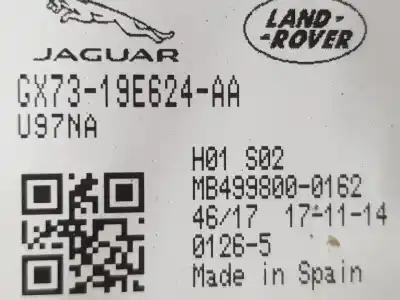 JAGUAR
LAND-
-ROVER
GX73-19E624-AA
U97NA
H01 S02
MB499800-0162
46/17 17-11-14
0126-5
Made in Spain